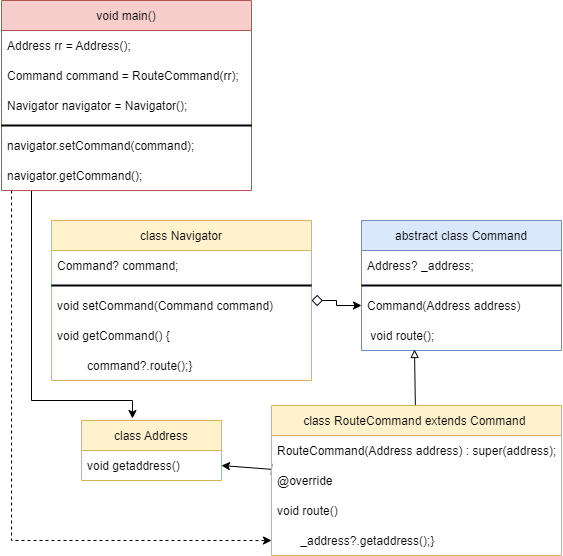 void main()
Address rr = Address();
Command command = RouteCommand(rr);
Navigator navigator = Navigator();
navigator.setCommand(command);
navigator.getCommand();
class Navigator
Command? command;
void setCommand(Command command)
void getCommand() {
command?.route();}
abstract class Command
Address? _address;
Command(Address address)
void route();
class Address
void getaddress()
class RouteCommand extends Command
RouteCommand(Address address) : super(address);
@override
void route()
_address?.getaddress();}